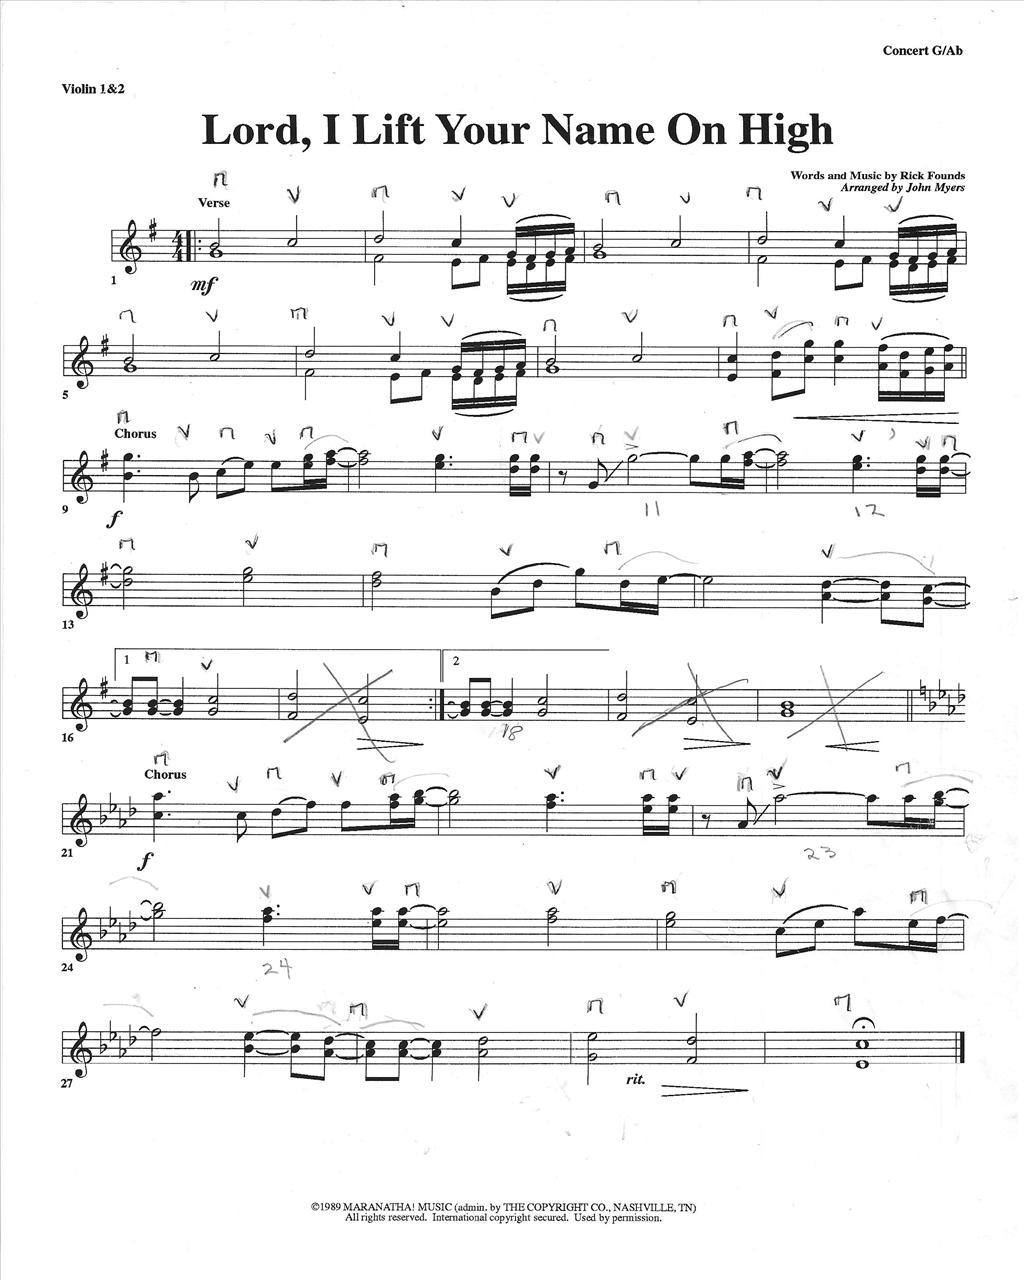 Concert G/Ab
Violin 1&2
Lord, I Lift Your Name On High
Words and Music by Rick Founds
Arranged by John Myers
Verse
4
4
1
mf
5
Chorus
9
f
11
12
13
1
2
16
18
Chorus
21
f
23
24
24
27
rit.
©1989 MARANATHA! MUSIC (admin. by THE COPYRIGHT CO., NASHVILLE, TN)
All rights reserved. International copyright secured. Used by permission.